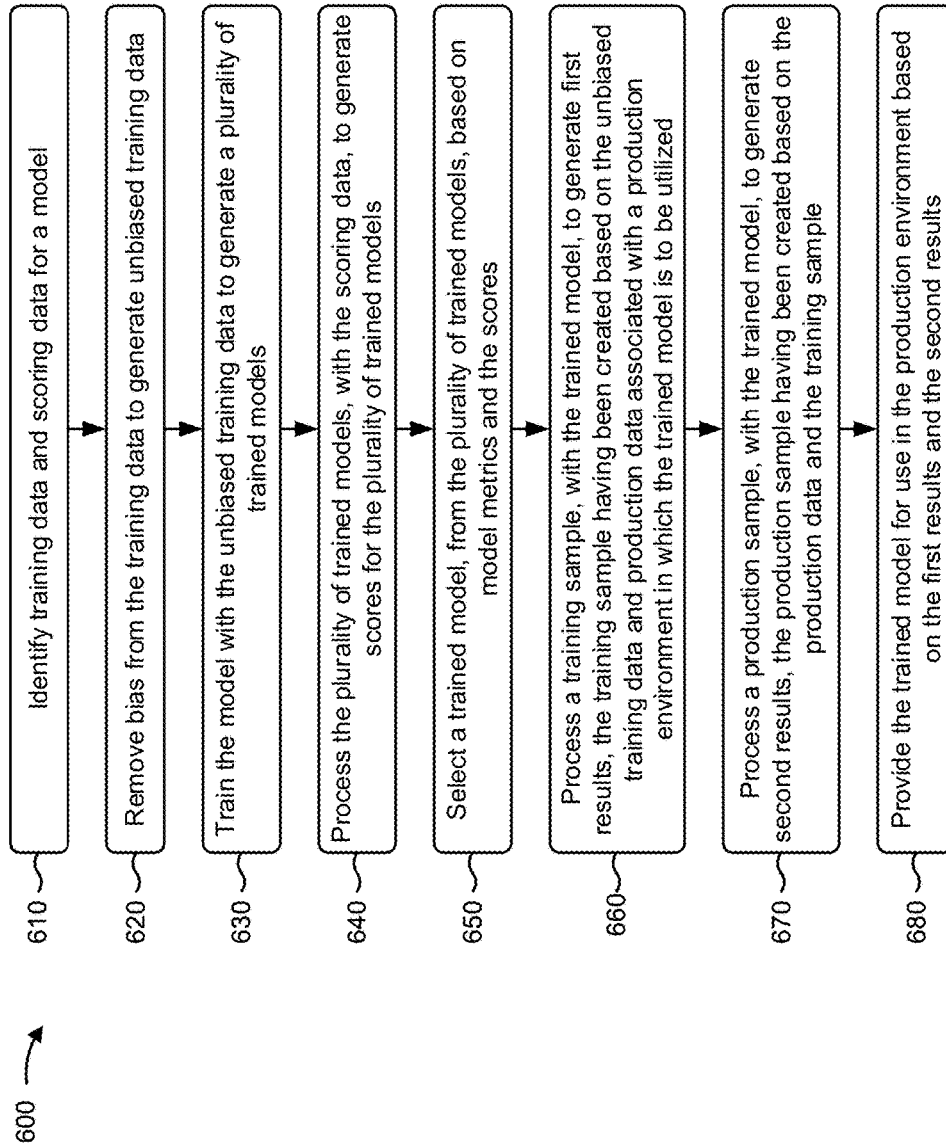 600
610
Identify training data and scoring data for a model
620
Remove bias from the training data to generate unbiased training data
630
Train the model with the unbiased training data to generate a plurality of
trained models
640
Process the plurality of trained models, with the scoring data, to generate
scores for the plurality of trained models
650
Select a trained model, from the plurality of trained models, based on
model metrics and the scores
660
Process a training sample, with the trained model, to generate first
results, the training sample having been created based on the unbiased
training data and production data associated with a production
environment in which the trained model is to be utilized
670
Process a production sample, with the trained model, to generate
second results, the production sample having been created based on the
production data and the training sample
680
Provide the trained model for use in the production environment based
on the first results and the second results